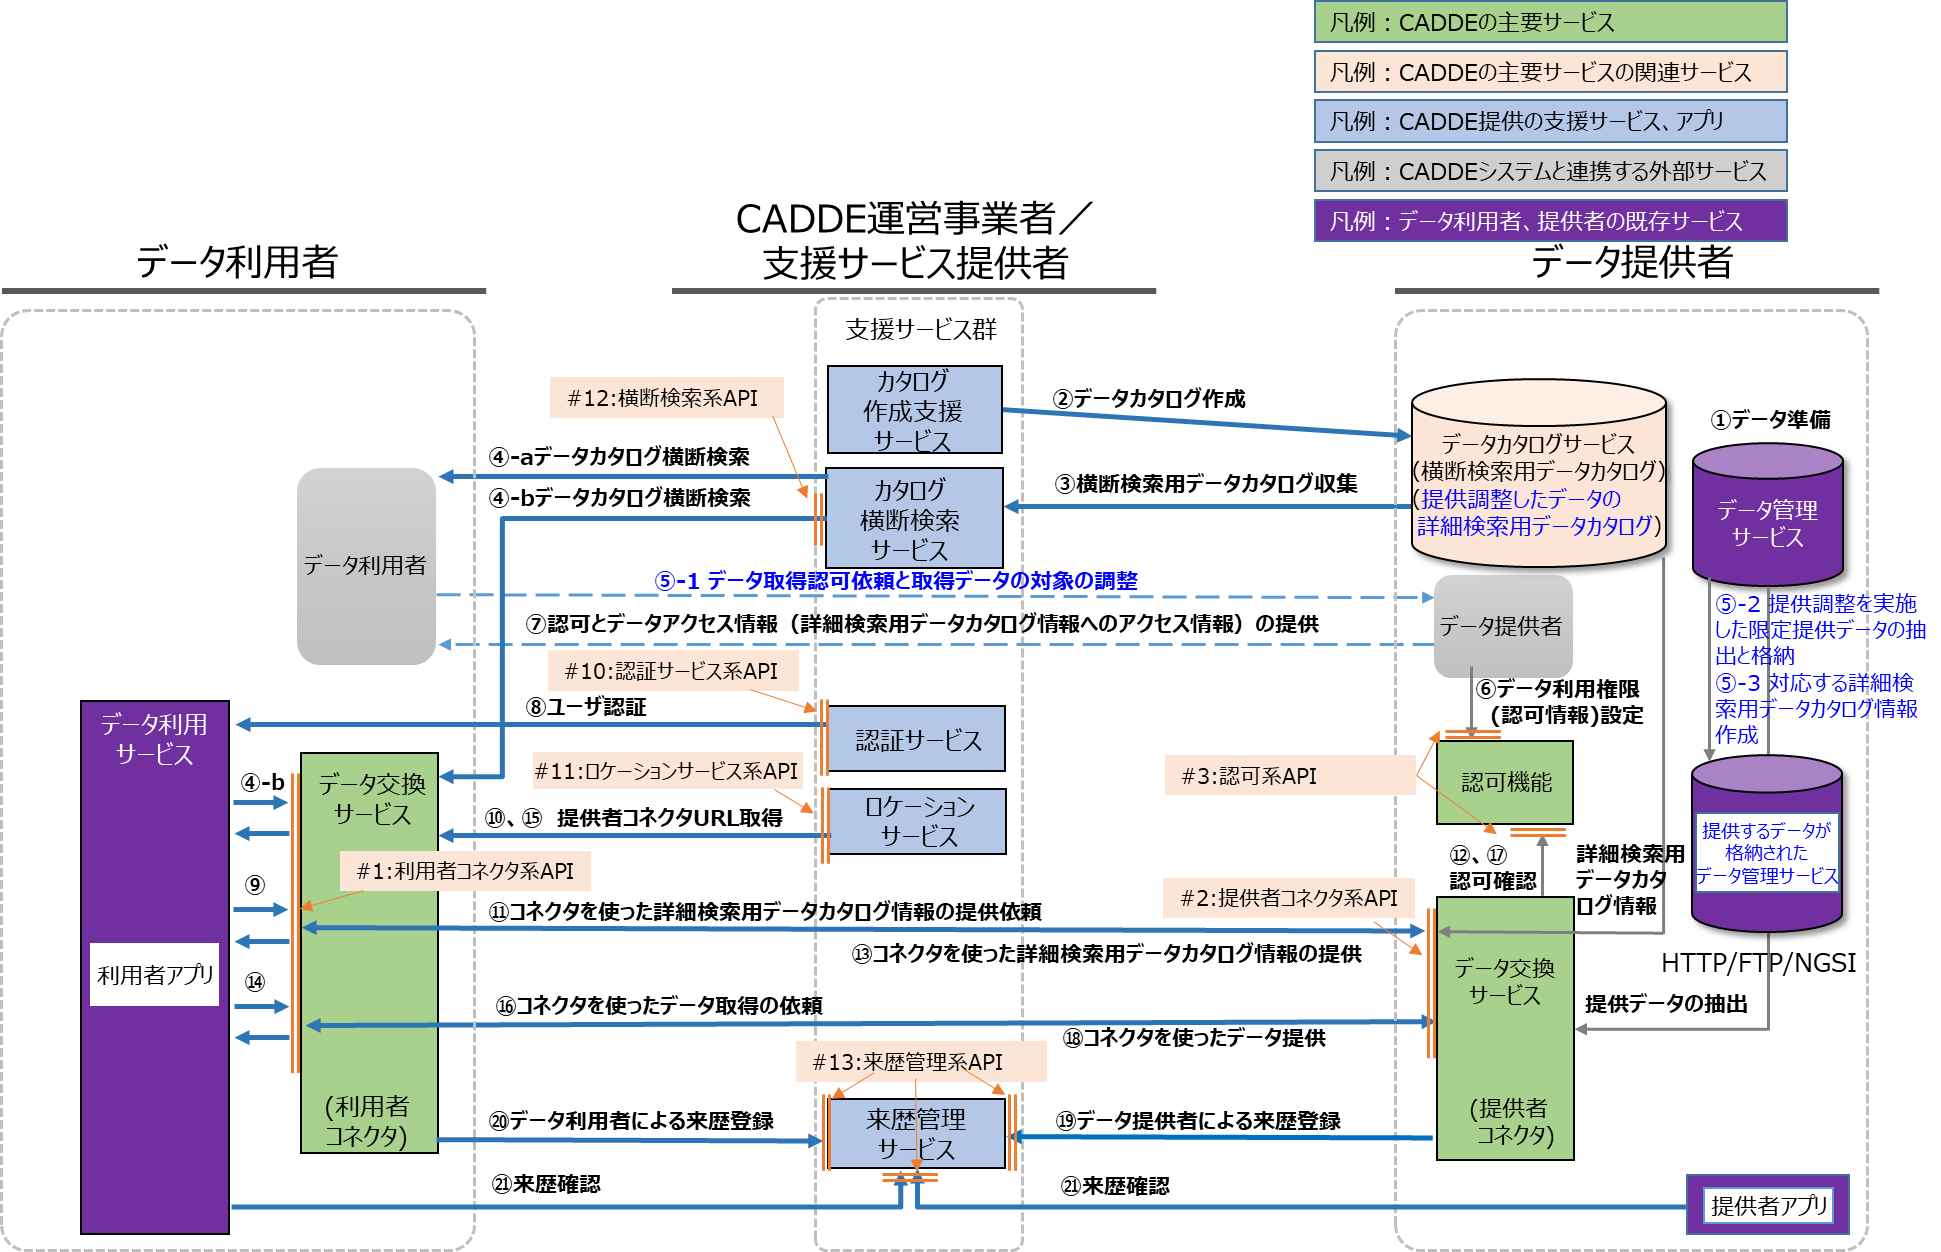 凡例：CADDEの主要サービス
凡例：CADDEの主要サービスの関連サービス
凡例：CADDE提供の支援サービス、アプリ
凡例：CADDEシステムと連携する外部サービス
凡例：データ利用者、提供者の既存サービス
データ利用者
CADDE運営事業者／
支援サービス提供者
データ提供者
支援サービス群
#12:横断検索系API
カタログ
作成支援
サービス
②データカタログ作成
①データ準備
データカタログサービス
(横断検索用データカタログ)
(提供調整したデータの
詳細検索用データカタログ)
④-aデータカタログ横断検索
④-bデータカタログ横断検索
カタログ
横断検索
サービス
③横断検索用データカタログ収集
データ管理
サービス
データ利用者
⑤-1 データ取得認可依頼と取得データの対象の調整
⑦認可とデータアクセス情報（詳細検索用データカタログ情報へのアクセス情報）の提供
データ提供者
⑤-2 提供調整を実施
した限定提供データの抽
出と格納
⑤-3 対応する詳細検
索用データカタログ情報
作成
#10:認証サービス系API
⑧ユーザ認証
認証サービス
⑥データ利用権限
(認可情報)設定
データ利用
サービス
#11:ロケーションサービス系API
#3:認可系API
認可機能
④-b
データ交換
サービス
⑩、⑮ 提供者コネクタURL取得
ロケーション
サービス
提供するデータが
格納された
データ管理サービス
#1:利用者コネクタ系API
⑫、⑰
認可確認
詳細検索用
データカタ
ログ情報
⑨
#2:提供者コネクタ系API
⑪コネクタを使った詳細検索用データカタログ情報の提供依頼
⑬コネクタを使った詳細検索用データカタログ情報の提供
HTTP/FTP/NGSI
利用者アプリ
⑭
データ交換
サービス
⑯コネクタを使ったデータ取得の依頼
提供データの抽出
⑱コネクタを使ったデータ提供
#13:来歴管理系API
(利用者
コネクタ)
⑳データ利用者による来歴登録
来歴管理
サービス
⑲データ提供者による来歴登録
(提供者
コネクタ)
㉑来歴確認
㉑来歴確認
提供者アプリ